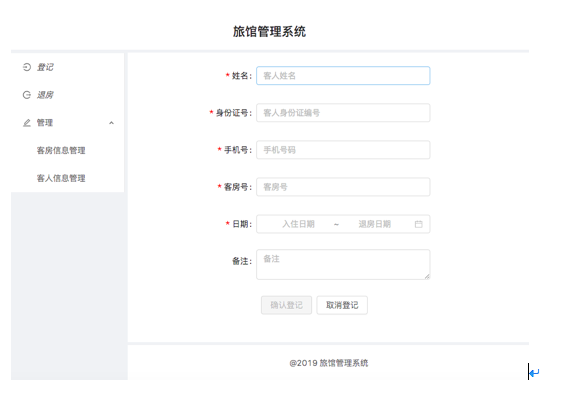 旅馆管理系统
登记
退房
管理
客房信息管理
客人信息管理
* 姓名: 客人姓名
* 身份证号: 客人身份证编号
* 手机号: 手机号码
* 客房号: 客房号
* 日期: 入住日期 ~ 退房日期
备注: 备注
确认登记 取消登记
@2019 旅馆管理系统